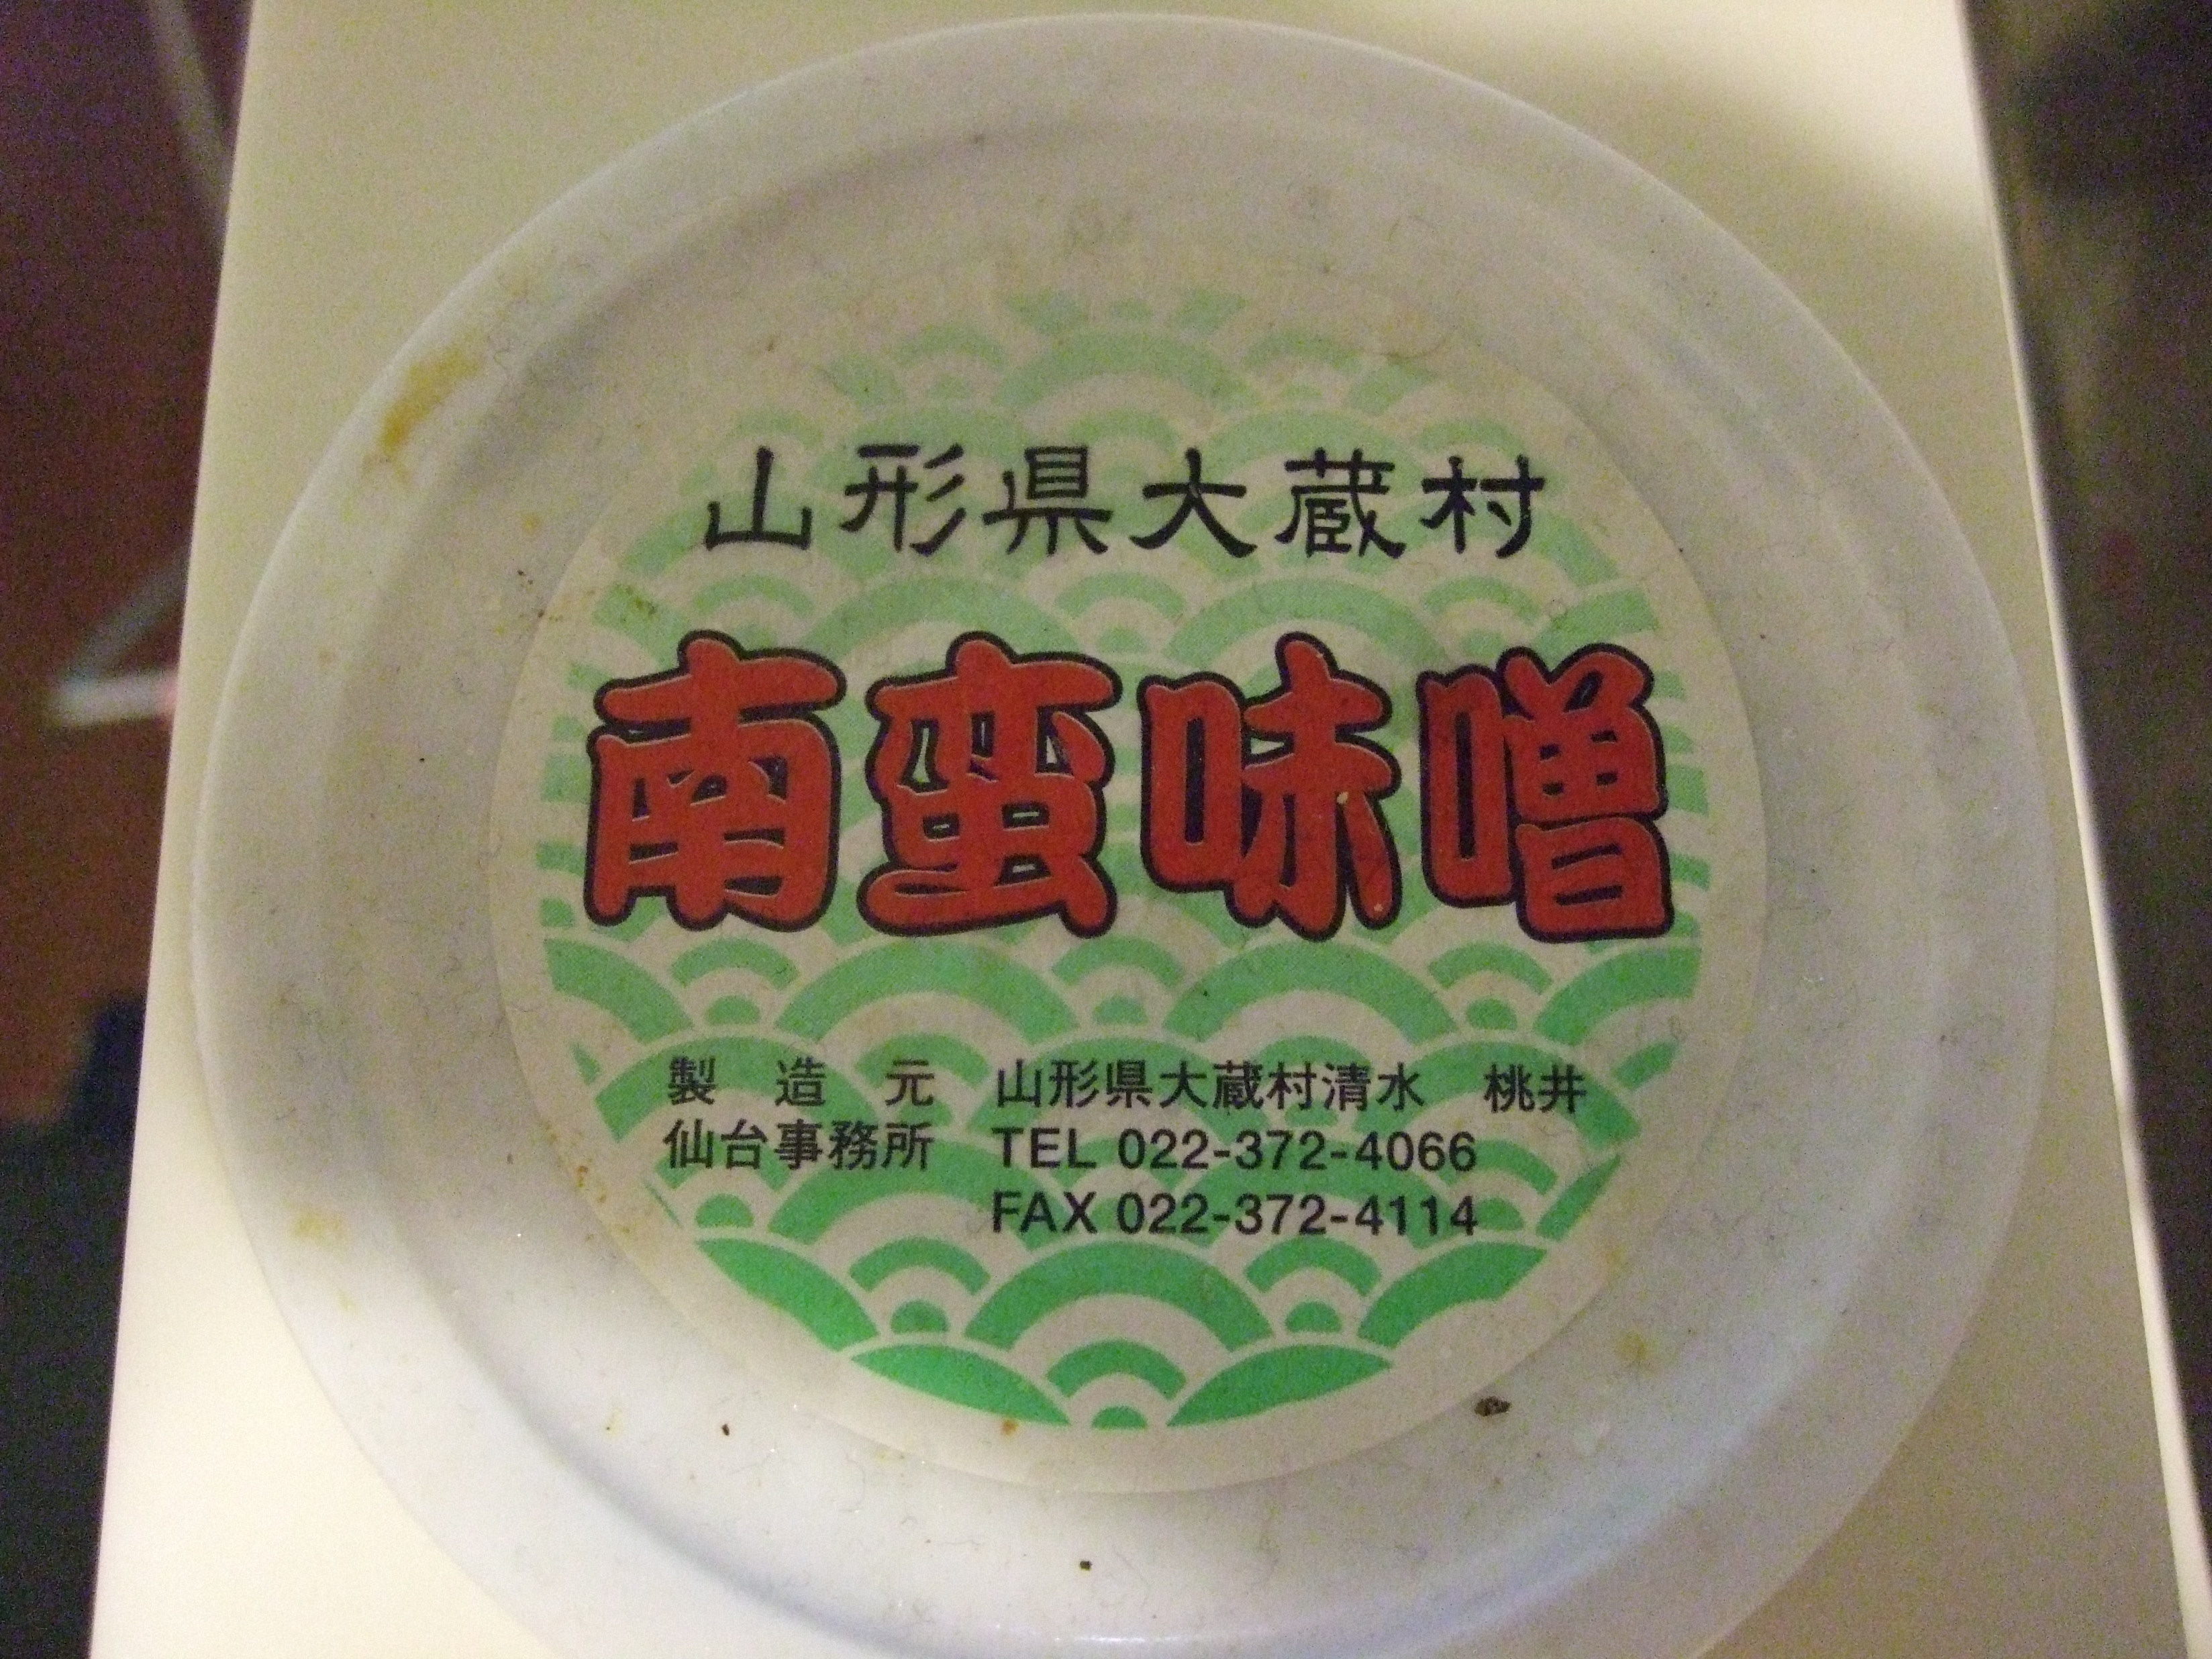 山形県大蔵村
南蛮味噌
製造元 山形県大蔵村清水 桃井
仙台事務所 TEL 022-372-4066
FAX 022-372-4114